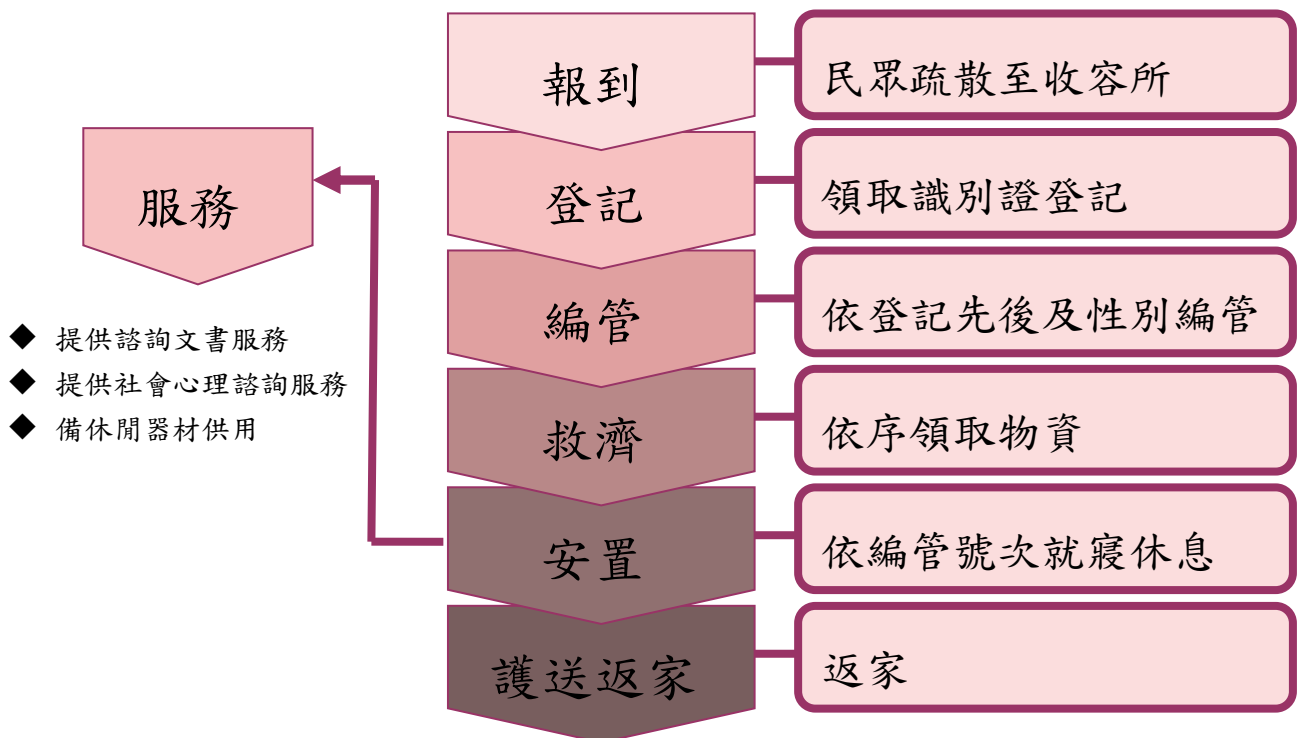 報到
民眾疏散至收容所
登記
領取識別證登記
編管
依登記先後及性別編管
救濟
依序領取物資
安置
依編管號次就寢休息
護送返家
返家
服務
◆ 提供諮詢文書服務
◆ 提供社會心理諮詢服務
◆ 備休閒器材供用